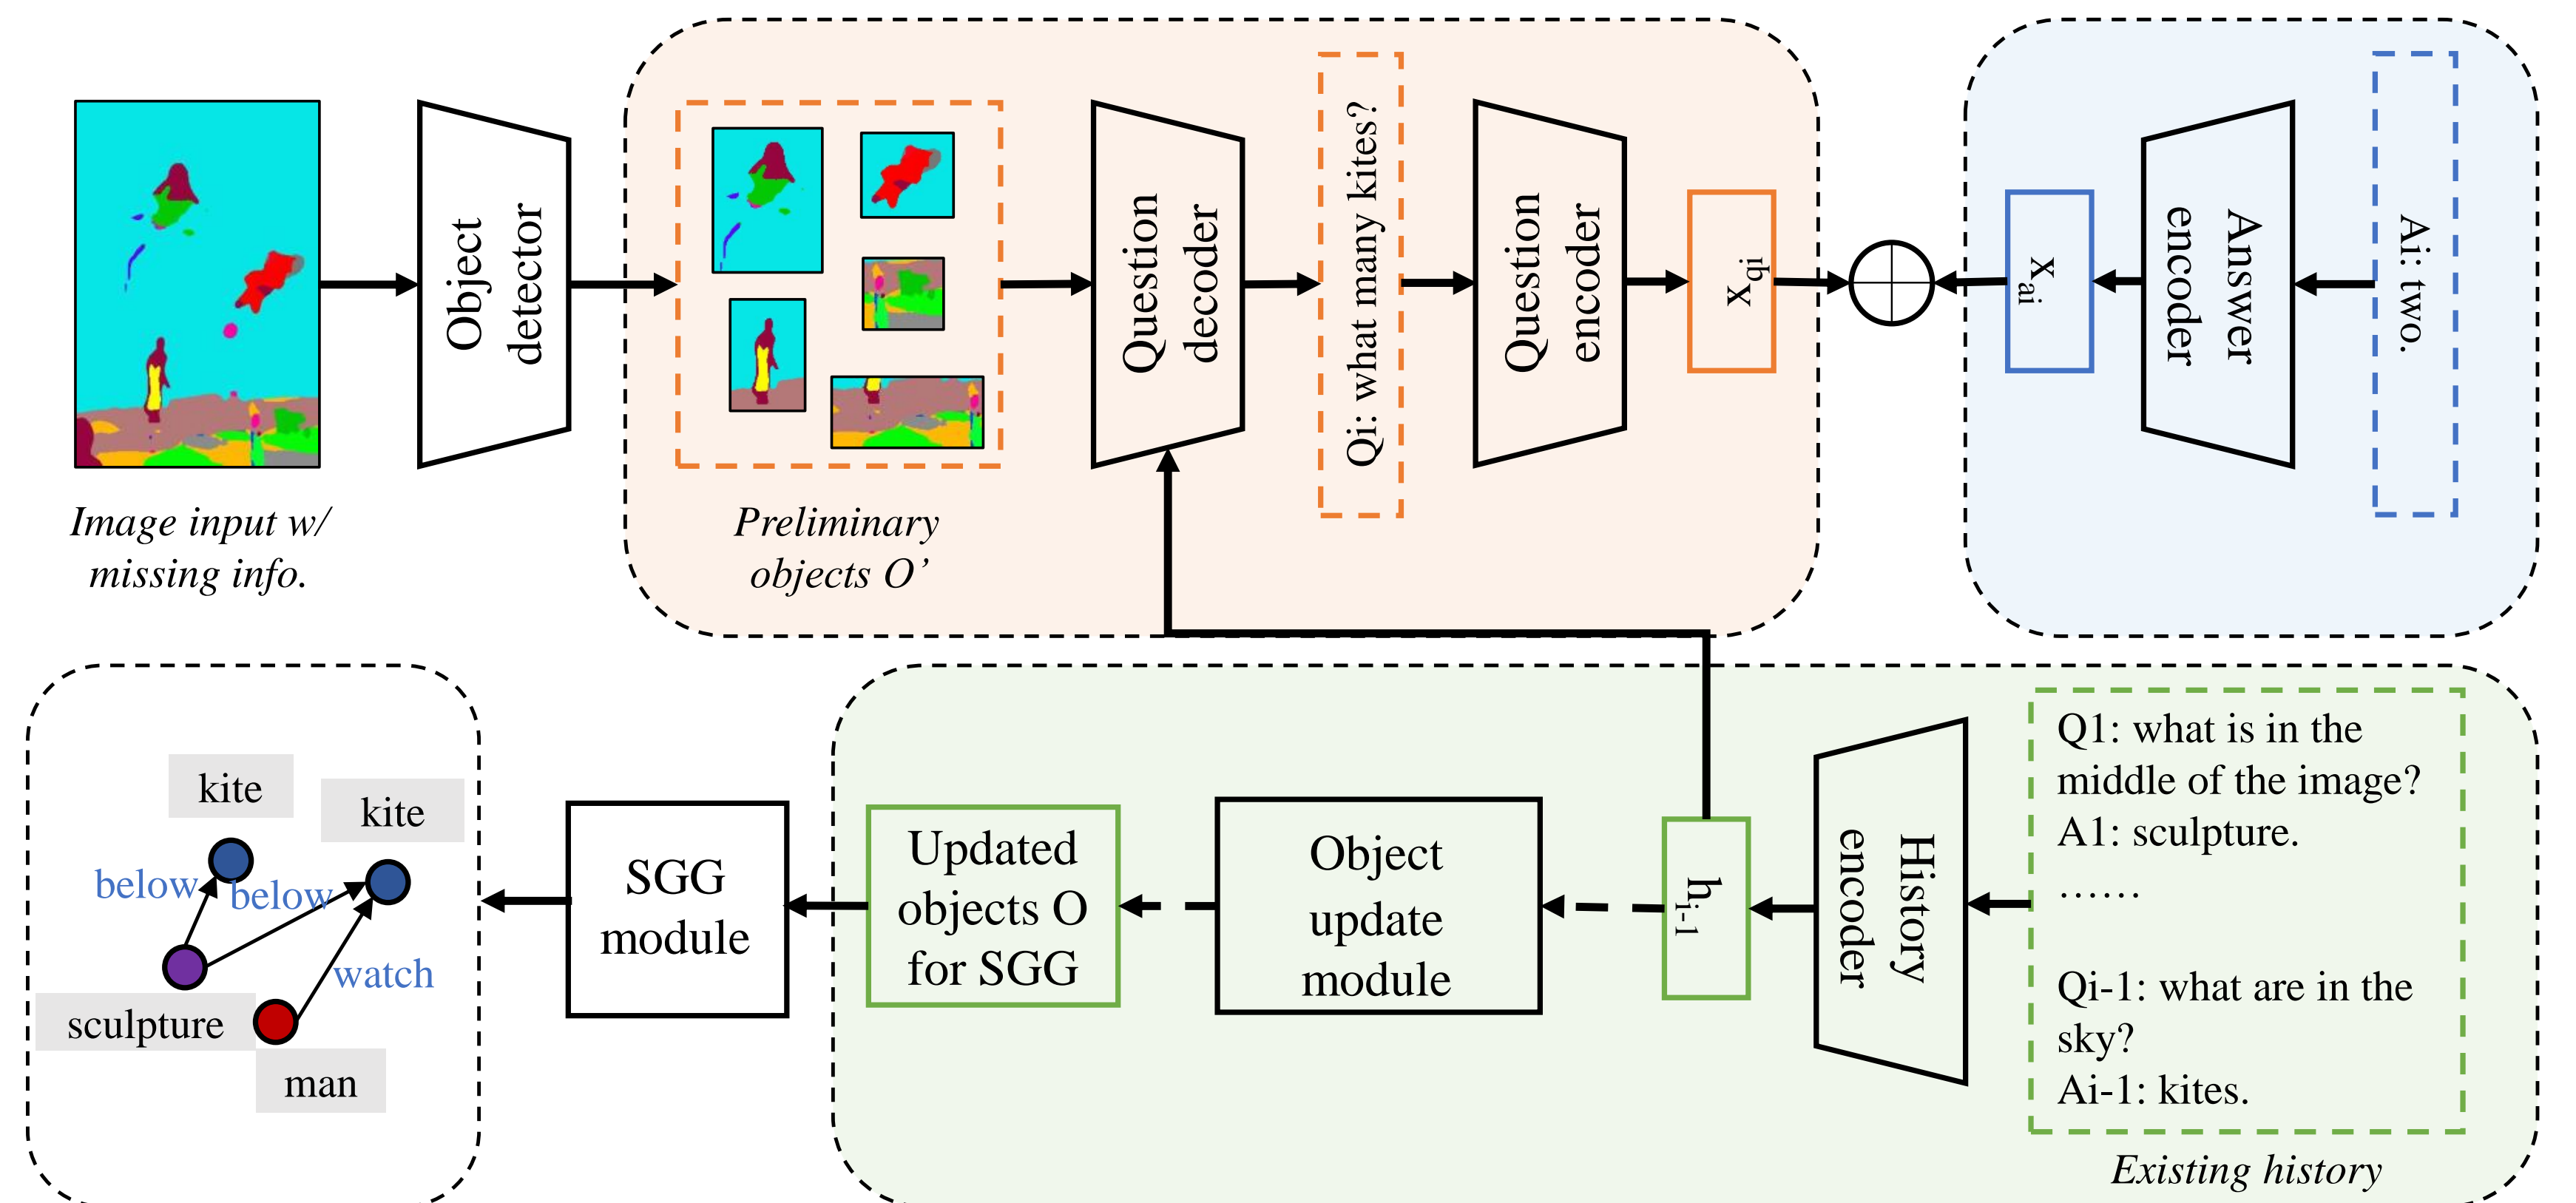 Image input w/
missing info.
Object
detector
Preliminary
objects O’
Question
decoder
Qi: what many kites?
Question
encoder
x_qi
x_ai
Answer
encoder
Ai: two.
kite
kite
below
below
watch
sculpture
man
SGG
module
Updated
objects O
for SGG
Object
update
module
h_i-1
History
encoder
Q1: what is in the
middle of the image?
A1: sculpture.
……
Qi-1: what are in the
sky?
Ai-1: kites.
Existing history